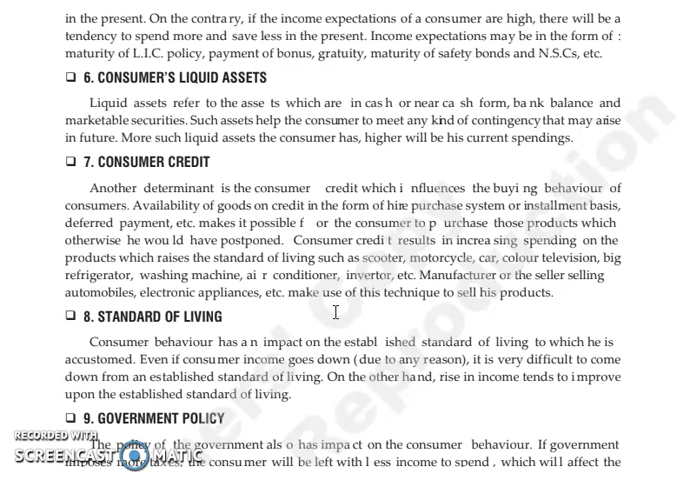 in the present. On the contrary, if the income expectations of a consumer are high, there will be a
tendency to spend more and save less in the present. Income expectations may be in the form of :
maturity of L.I.C. policy, payment of bonus, gratuity, maturity of safety bonds and N.S.Cs, etc.
❑ 6. CONSUMER'S LIQUID ASSETS
Liquid assets refer to the assets which are in cash or near cash form, bank balance and
marketable securities. Such assets help the consumer to meet any kind of contingency that may arise
in future. More such liquid assets the consumer has, higher will be his current spendings.
❑ 7. CONSUMER CREDIT
Another determinant is the consumer credit which influences the buying behaviour of
consumers. Availability of goods on credit in the form of hire purchase system or installment basis,
deferred payment, etc. makes it possible for the consumer to purchase those products which
otherwise he would have postponed. Consumer credit results in increasing spending on the
products which raises the standard of living such as scooter, motorcycle, car, colour television, big
refrigerator, washing machine, air conditioner, invertor, etc. Manufacturer or the seller selling
automobiles, electronic appliances, etc. make use of this technique to sell his products.
❑ 8. STANDARD OF LIVING
Consumer behaviour has an impact on the established standard of living to which he is
accustomed. Even if consumer income goes down (due to any reason), it is very difficult to come
down from an established standard of living. On the other hand, rise in income tends to improve
upon the established standard of living.
❑ 9. GOVERNMENT POLICY
The policy of the government also has impact on the consumer behaviour. If government
imposes more taxes, the consumer will be left with less income to spend, which will affect the
RECORDED WITH
SCREENCAST MATIC
Reproduction